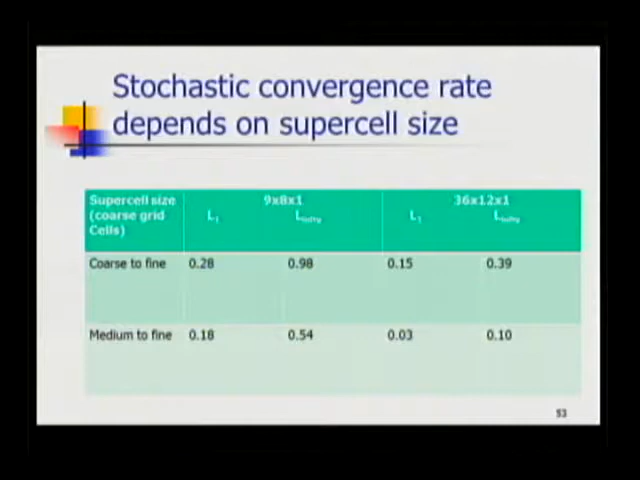 Stochastic convergence rate
depends on supercell size
Supercell size 9x8x1 36x12x1
(coarse grid L1 Linfty L1 Linfty
Cells)
Coarse to fine 0.28 0.98 0.15 0.39
Medium to fine 0.18 0.54 0.03 0.10
53